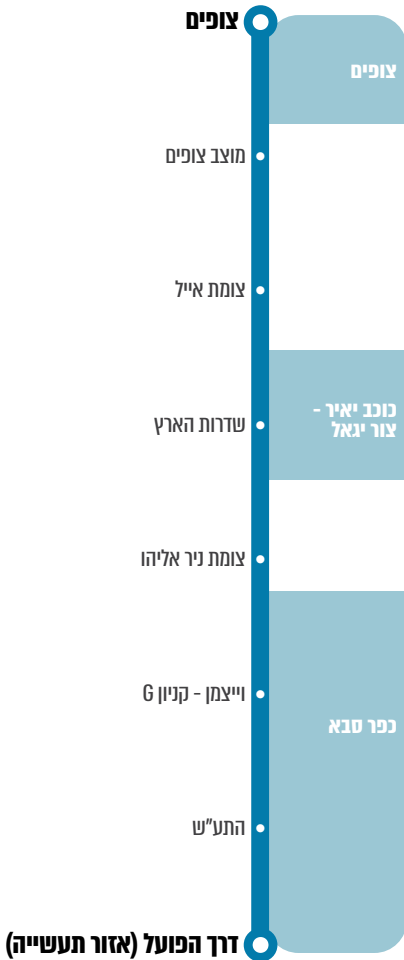 צופים
צופים
מוצב צופים
צומת אייל
כוכב יאיר -
צור יגאל
שדרות הארץ
צומת ניר אליהו
וייצמן - קניון G
כפר סבא
התע"ש
דרך הפועל (אזור תעשייה)